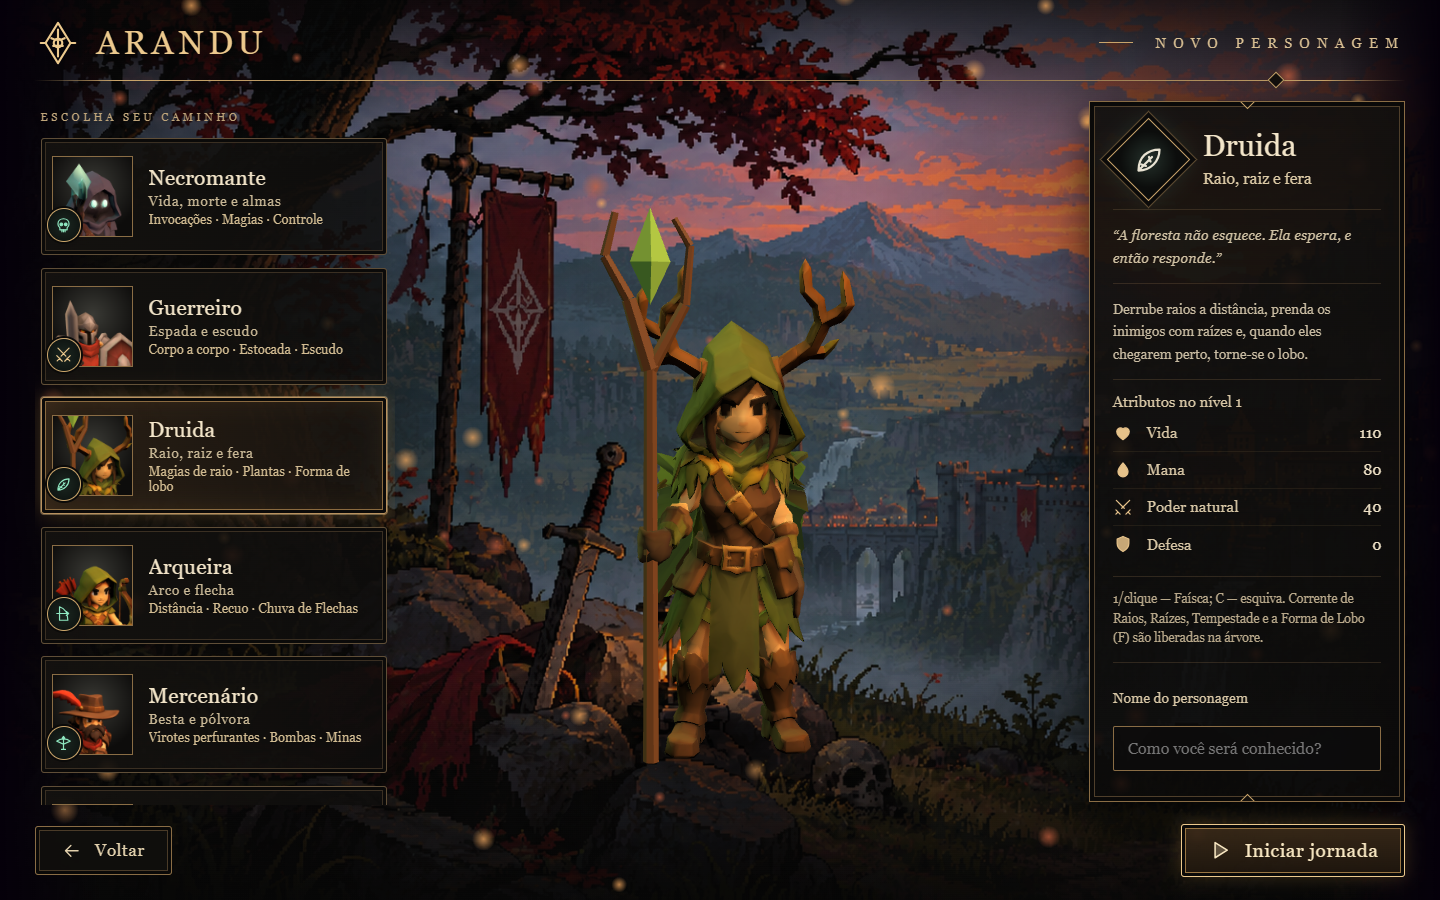 ARANDU
NOVO PERSONAGEM
ESCOLHA SEU CAMINHO
Necromante
Vida, morte e almas
Invocações · Magias · Controle
Guerreiro
Espada e escudo
Corpo a corpo · Estocada · Escudo
Druida
Raio, raiz e fera
Magias de raio · Plantas · Forma de
lobo
Arqueira
Arco e flecha
Distância · Recuo · Chuva de Flechas
Mercenário
Besta e pólvora
Virotes perfurantes · Bombas · Minas
Voltar
Druida
Raio, raiz e fera
“A floresta não esquece. Ela espera, e
então responde.”
Derrube raios a distância, prenda os
inimigos com raízes e, quando eles
chegarem perto, torne-se o lobo.
Atributos no nível 1
Vida 110
Mana 80
Poder natural 40
Defesa 0
1/clique — Faísca; C — esquiva. Corrente de
Raios, Raízes, Tempestade e a Forma de Lobo
(F) são liberadas na árvore.
Nome do personagem
Como você será conhecido?
Iniciar jornada